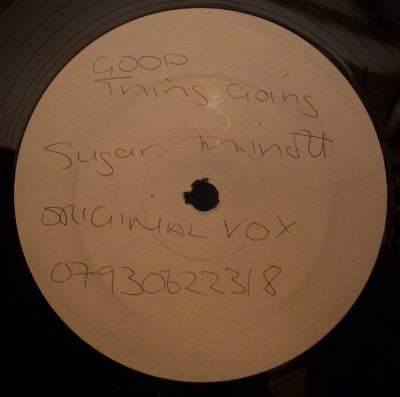 GOOD
Thing Going
Sugar minott
ORIGINAL VOX
07930622318